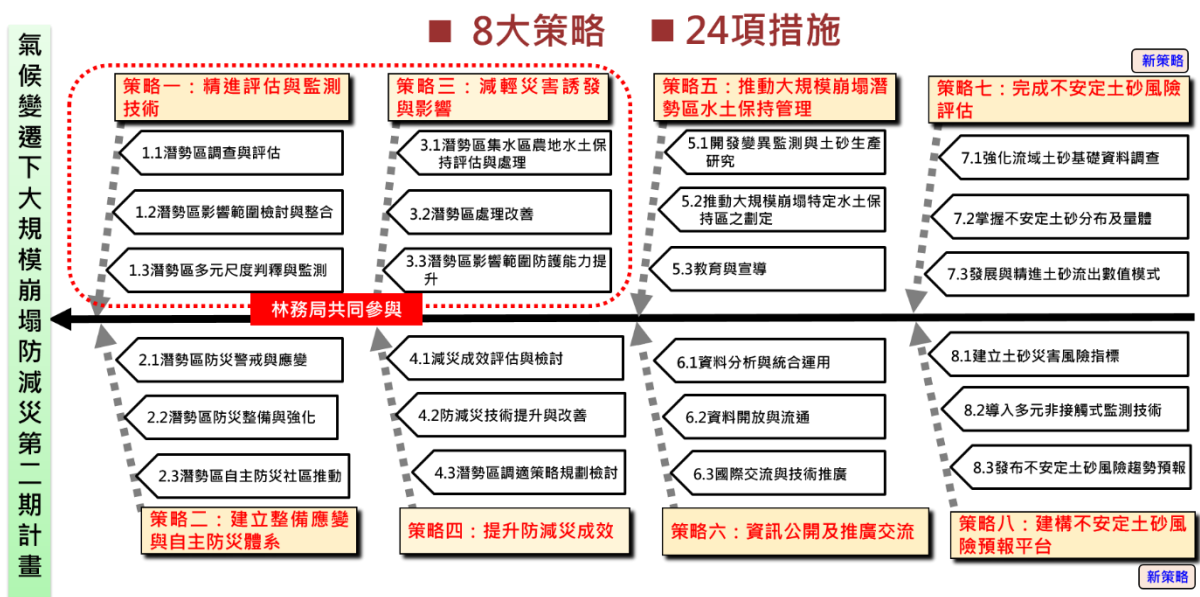 ■ 8大策略 ■ 24項措施
氣候變遷下大規模崩塌防減災第二期計畫
策略一：精進評估與監測
技術
1.1潛勢區調查與評估
1.2潛勢區影響範圍檢討與整合
1.3潛勢區多元尺度判釋與監測
策略三：減輕災害誘發
與影響
3.1潛勢區集水區農地水土保
持評估與處理
3.2潛勢區處理改善
3.3潛勢區影響範圍防護能力提
升
策略五：推動大規模崩塌潛
勢區水土保持管理
5.1開發變異監測與土砂生產
研究
5.2推動大規模崩塌特定水土保
持區之劃定
5.3教育與宣導
新策略
策略七：完成不安定土砂風險
評估
7.1強化流域土砂基礎資料調查
7.2掌握不安定土砂分布及量體
7.3發展與精進土砂流出數值模式
林務局共同參與
2.1潛勢區防災警戒與應變
2.2潛勢區防災整備與強化
2.3潛勢區自主防災社區推動
策略二：建立整備應變
與自主防災體系
4.1減災成效評估與檢討
4.2防減災技術提升與改善
4.3潛勢區調適策略規劃檢討
策略四：提升防減災成效
6.1資料分析與統合運用
6.2資料開放與流通
6.3國際交流與技術推廣
策略六：資訊公開及推廣交流
8.1建立土砂災害風險指標
8.2導入多元非接觸式監測技術
8.3發布不安定土砂風險趨勢預報
策略八：建構不安定土砂風
險預報平台
新策略